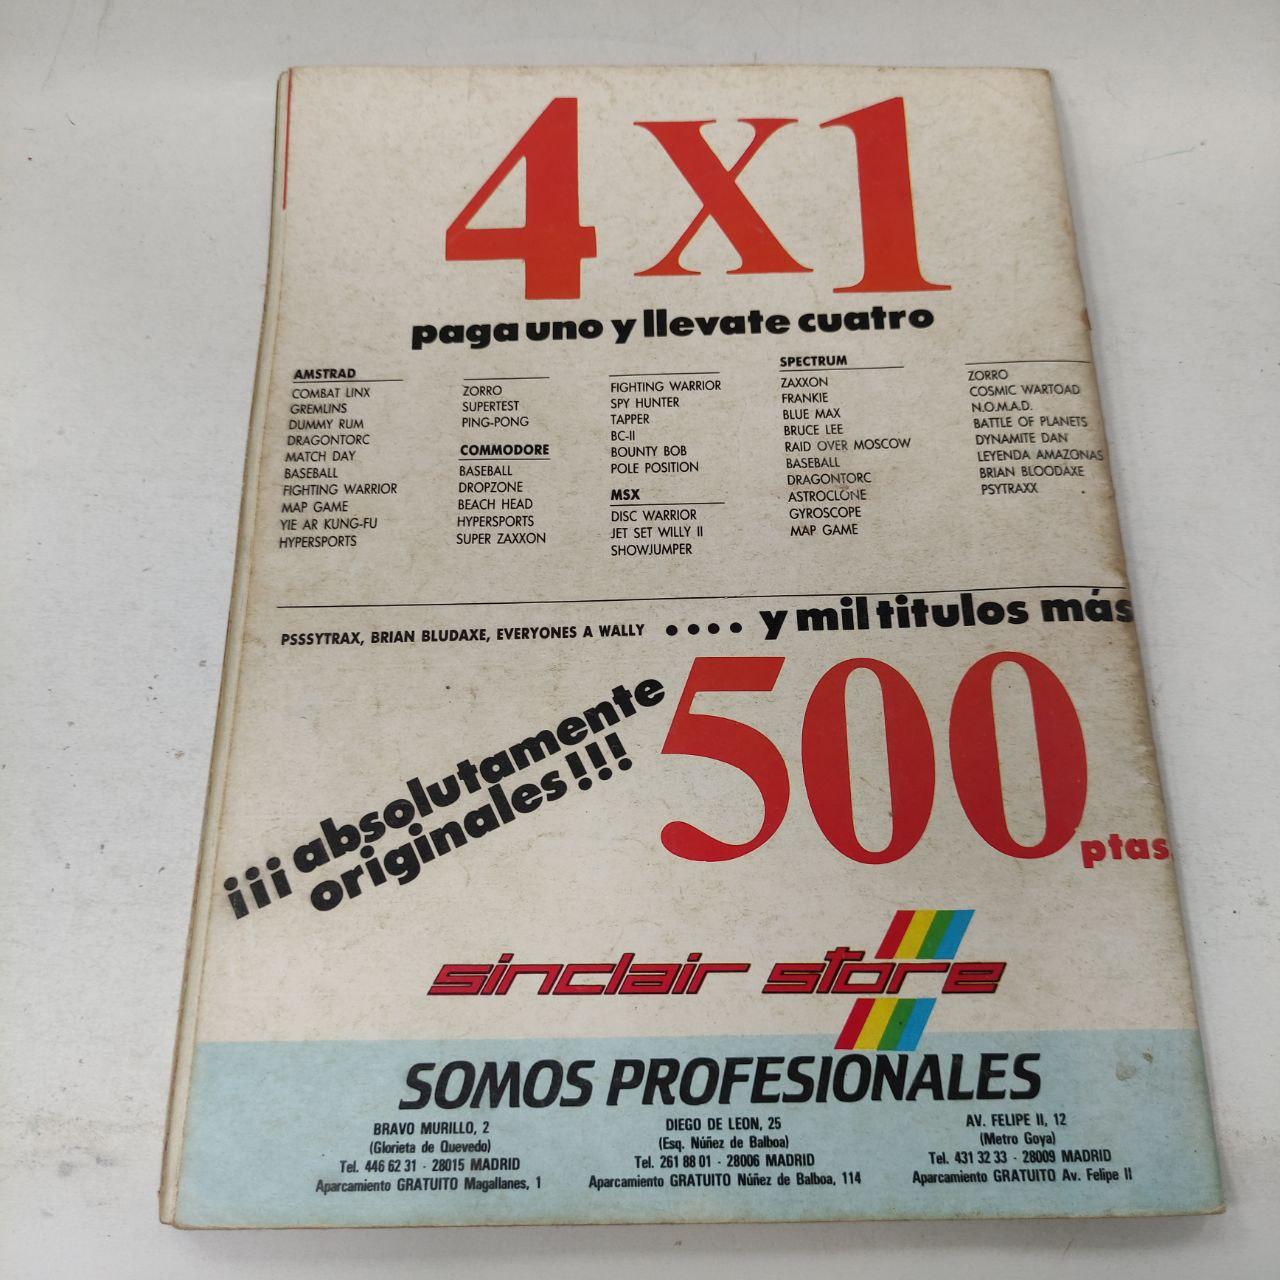 4X1
paga uno y llevate cuatro
AMSTRAD
COMBAT LINX
GREMLINS
DUMMY RUM
DRAGONTORC
MATCH DAY
BASEBALL
FIGHTING WARRIOR
MAP GAME
YIE AR KUNG-FU
HYPERSPORTS
ZORRO
SUPERTEST
PING-PONG
COMMODORE
BASEBALL
DROPZONE
BEACH HEAD
HYPERSPORTS
SUPER ZAXXON
FIGHTING WARRIOR
SPY HUNTER
TAPPER
BC-II
BOUNTY BOB
POLE POSITION
MSX
DISC WARRIOR
JET SET WILLY II
SHOWJUMPER
SPECTRUM
ZAXXON
FRANKIE
BLUE MAX
BRUCE LEE
RAID OVER MOSCOW
BASEBALL
DRAGONTORC
ASTROCLONE
GYROSCOPE
MAP GAME
ZORRO
COSMIC WARTOAD
N.O.M.A.D.
BATTLE OF PLANETS
DYNAMITE DAN
LEYENDA AMAZONAS
BRIAN BLOODAXE
PSYTRAXX
PSSSYTRAX, BRIAN BLUDAXE, EVERYONES A WALLY .... y mil titulos más
¡¡¡absolutamente
originales!!!
500 ptas.
sinclair store
SOMOS PROFESIONALES
BRAVO MURILLO, 2
(Glorieta de Quevedo)
Tel. 446 62 31 - 28015 MADRID
Aparcamiento GRATUITO Magallanes, 1
DIEGO DE LEON, 25
(Esq. Núñez de Balboa)
Tel. 261 88 01 - 28006 MADRID
Aparcamiento GRATUITO Núñez de Balboa, 114
AV. FELIPE II, 12
(Metro Goya)
Tel. 431 32 33 - 28009 MADRID
Aparcamiento GRATUITO Av. Felipe II